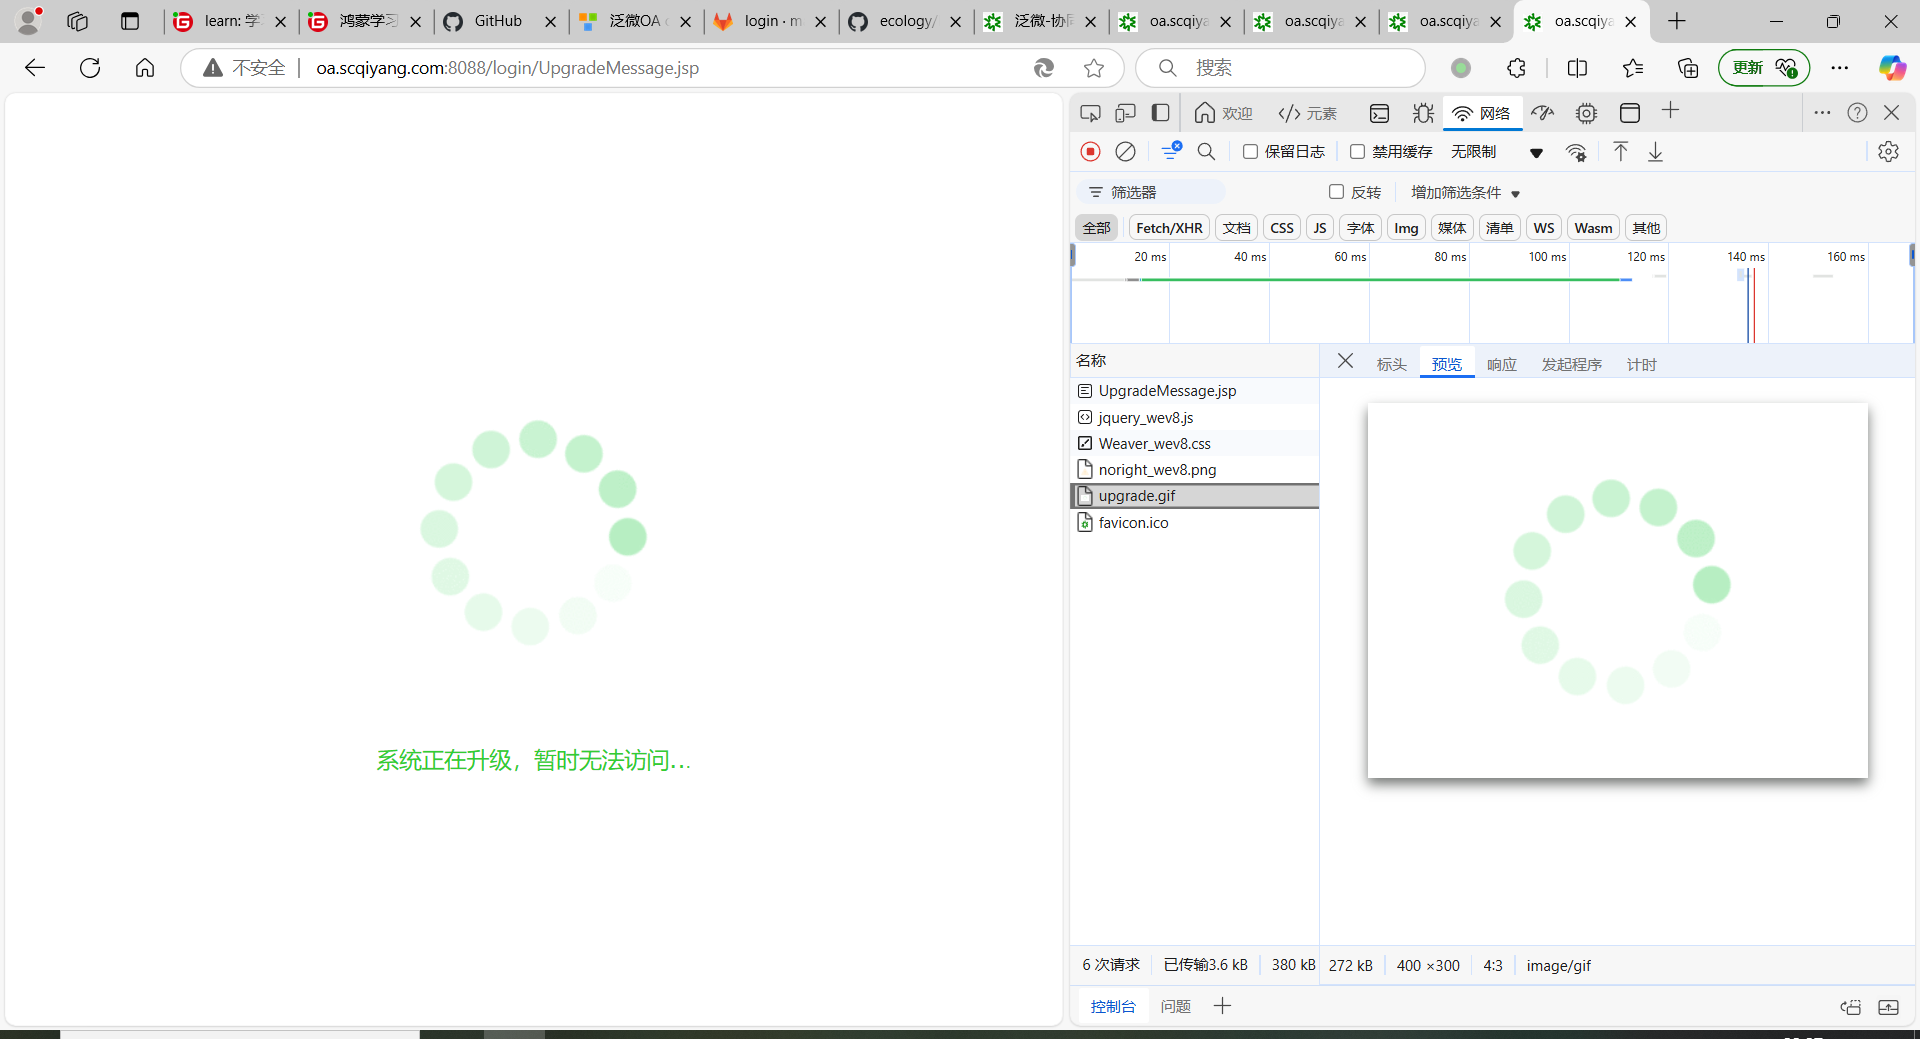 learn: 学
鸿蒙学习
GitHub
泛微OA
login · m
ecology/
泛微-协同
oa.scqiya
oa.scqiya
oa.scqiya
oa.scqiya
不安全
oa.scqiyang.com:8088/login/UpgradeMessage.jsp
搜索
更新
欢迎
元素
网络
保留日志
禁用缓存
无限制
筛选器
反转
增加筛选条件
全部
Fetch/XHR
文档
CSS
JS
字体
Img
媒体
清单
WS
Wasm
其他
20 ms
40 ms
60 ms
80 ms
100 ms
120 ms
140 ms
160 ms
名称
标头
预览
响应
发起程序
计时
UpgradeMessage.jsp
jquery_wev8.js
Weaver_wev8.css
noright_wev8.png
upgrade.gif
favicon.ico
系统正在升级，暂时无法访问...
6 次请求
已传输3.6 kB
380 kB
272 kB
400 ×300
4:3
image/gif
控制台
问题